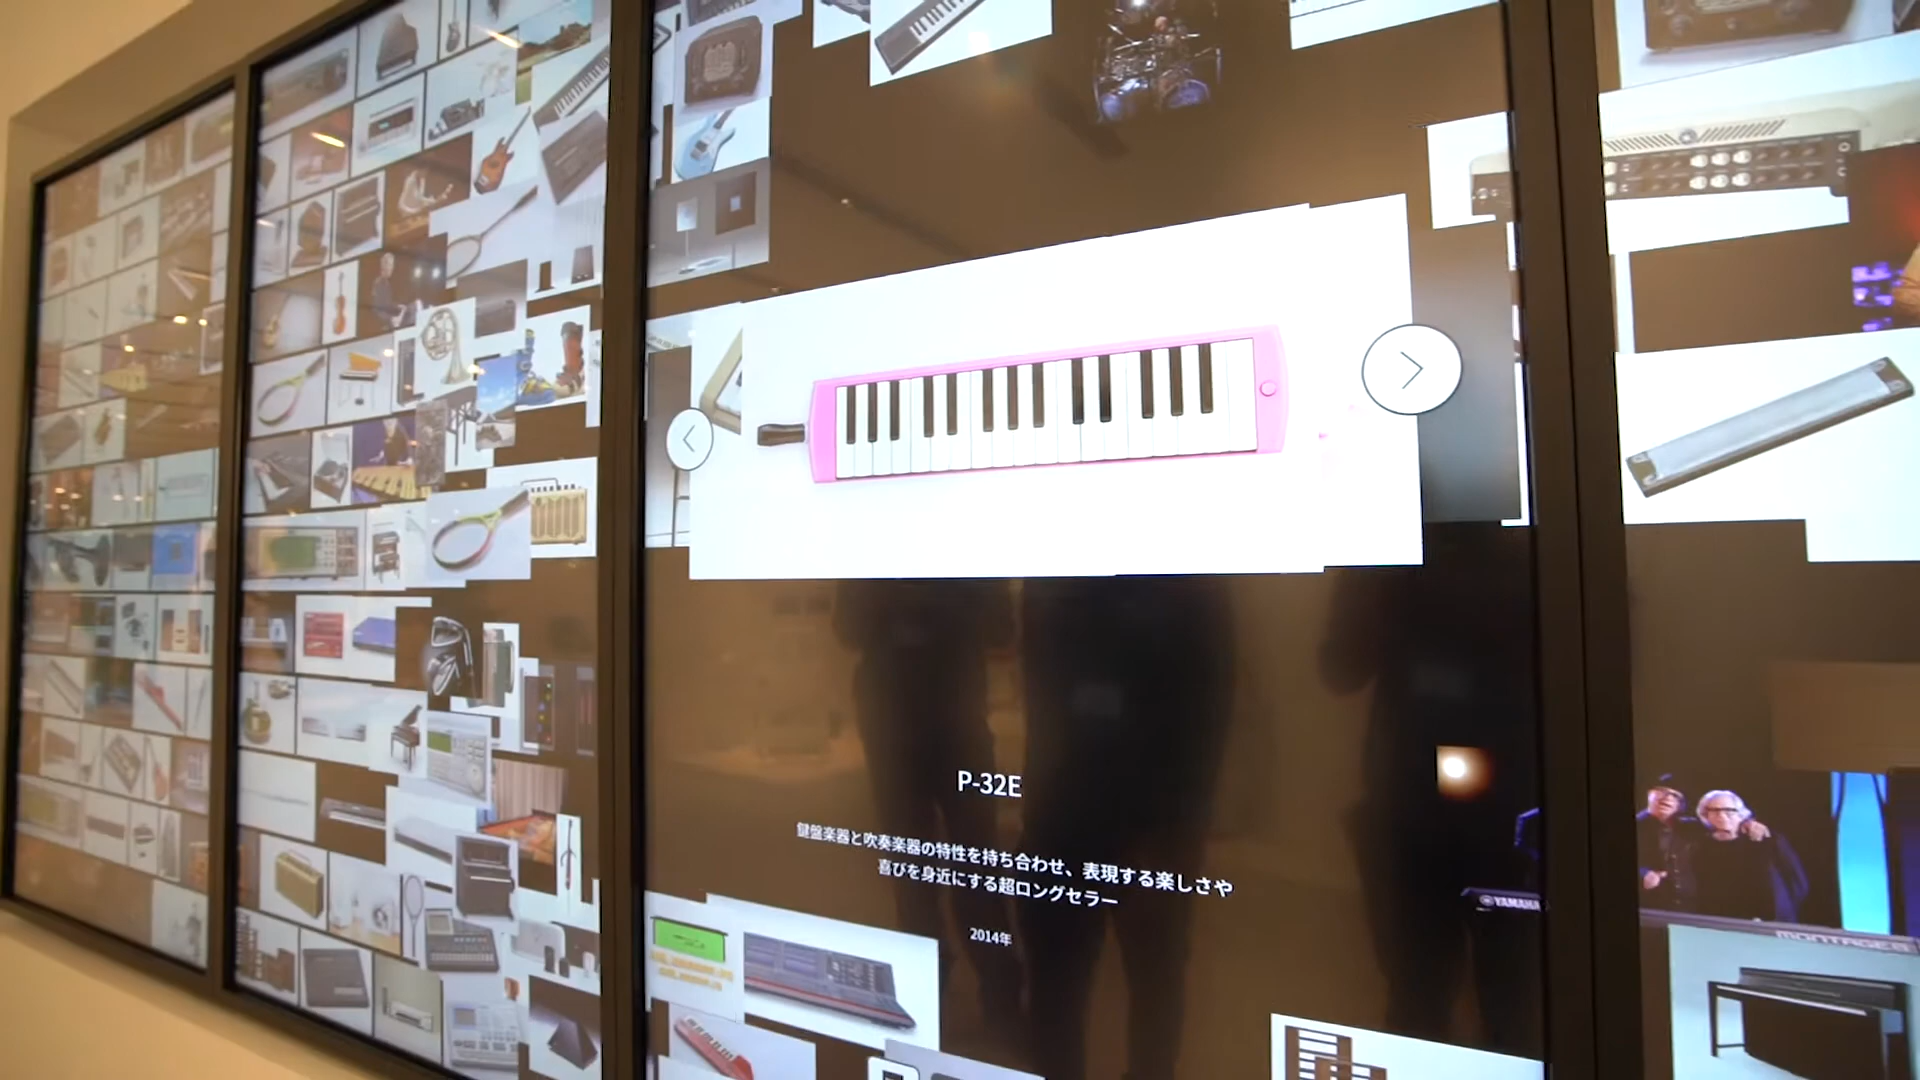 P-32E
鍵盤楽器と吹奏楽器の特性を持ち合わせ、表現する楽しさや
喜びを身近にする超ロングセラー
2014年
YAMAHA
MONTAGE